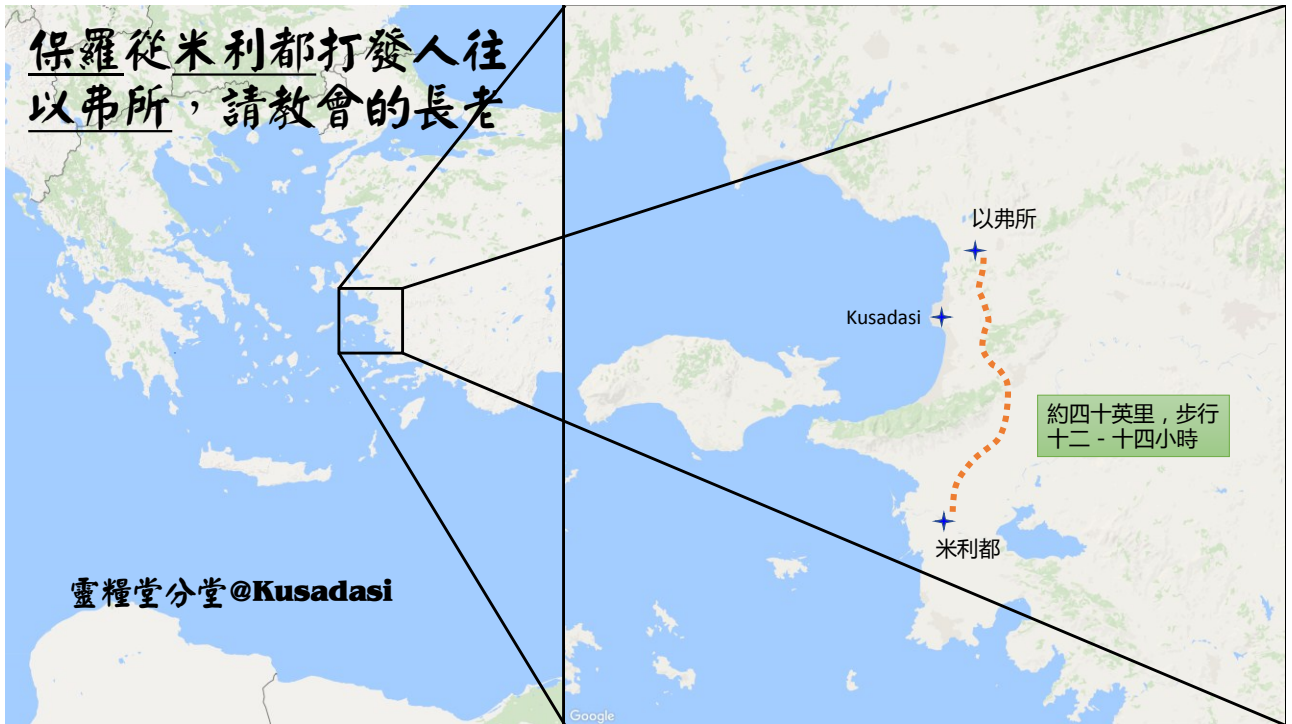 保羅從米利都打發人往
以弗所，請教會的長老
以弗所
Kusadasi
約四十英里，步行
十二 - 十四小時
米利都
靈糧堂分堂@Kusadasi
Google